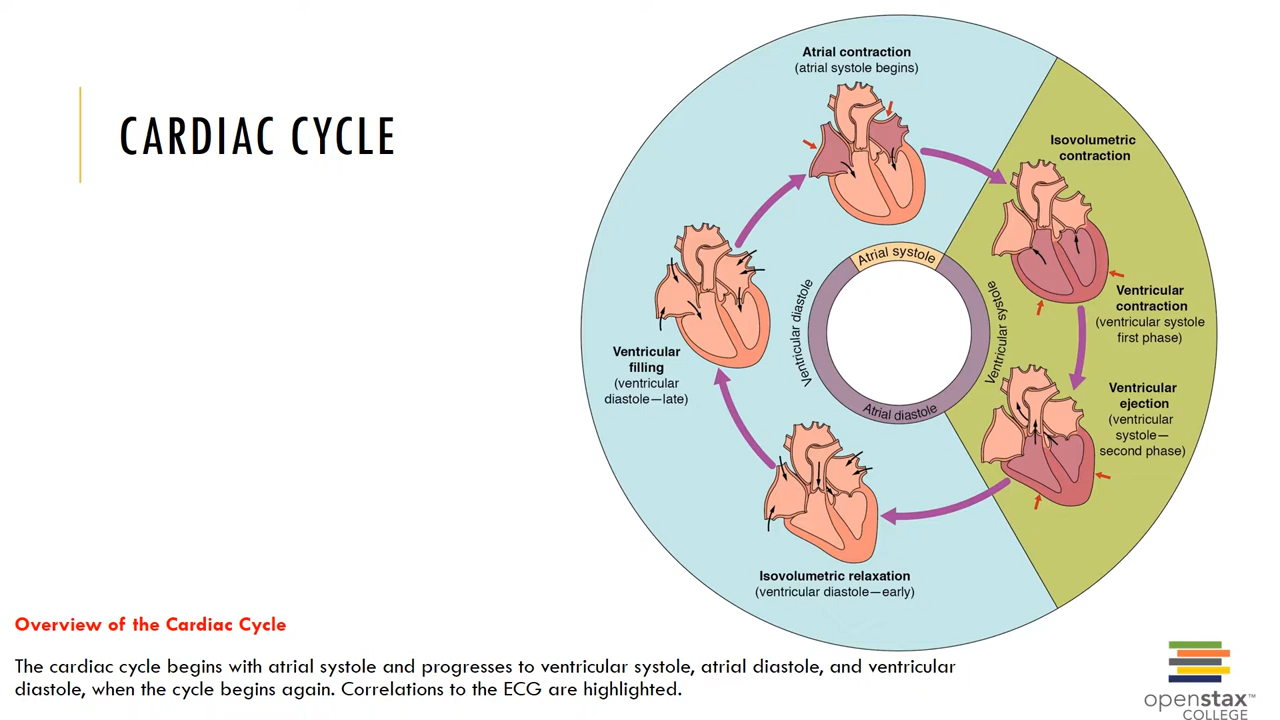 CARDIAC CYCLE
Atrial contraction
(atrial systole begins)
Isovolumetric
contraction
Ventricular
contraction
(ventricular systole
first phase)
Ventricular
ejection
(ventricular
systole—
second phase)
Isovolumetric relaxation
(ventricular diastole—early)
Ventricular
filling
(ventricular
diastole—late)
Atrial systole
Ventricular systole
Atrial diastole
Ventricular diastole
Overview of the Cardiac Cycle
The cardiac cycle begins with atrial systole and progresses to ventricular systole, atrial diastole, and ventricular
diastole, when the cycle begins again. Correlations to the ECG are highlighted.
openstax™
COLLEGE